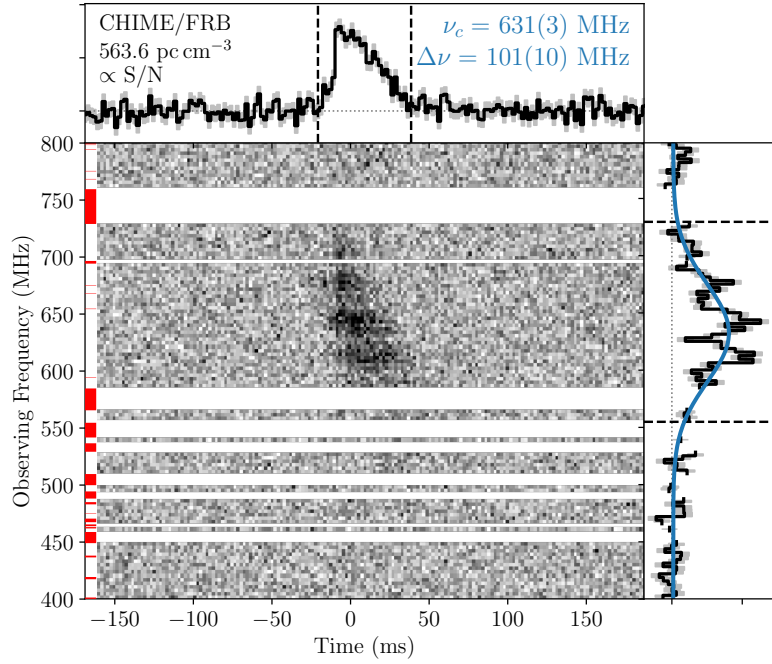 CHIME/FRB
563.6 pc cm⁻³
∝ S/N
ν_c = 631(3) MHz
Δν = 101(10) MHz
Observing Frequency (MHz)
800
750
700
650
600
550
500
450
400
−150
−100
−50
0
50
100
150
Time (ms)